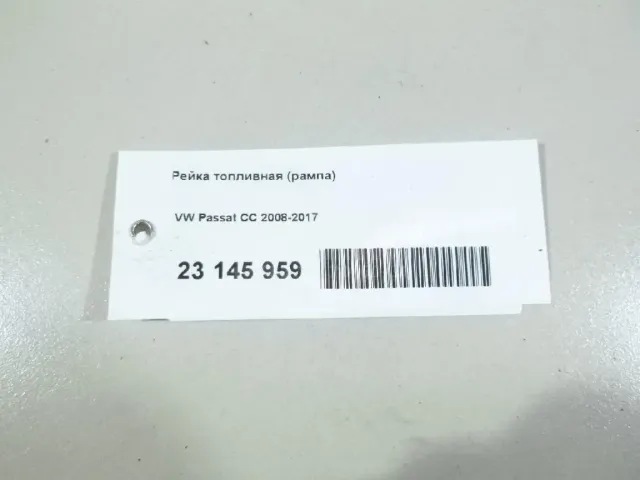 Рейка топливная (рампа)
VW Passat CC 2008-2017
23 145 959